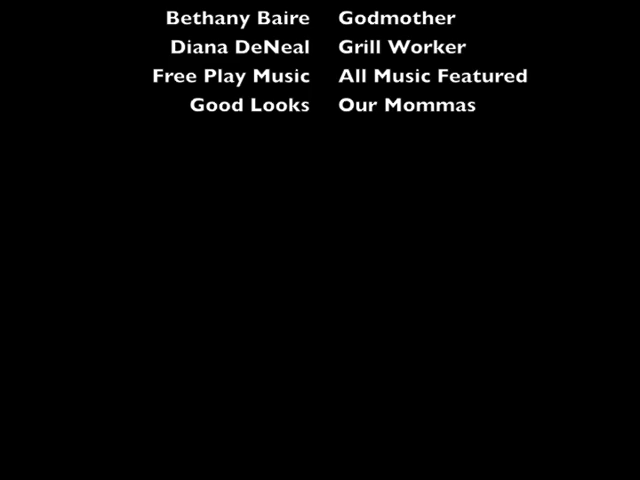 Bethany Baire Godmother
Diana DeNeal Grill Worker
Free Play Music All Music Featured
Good Looks Our Mommas